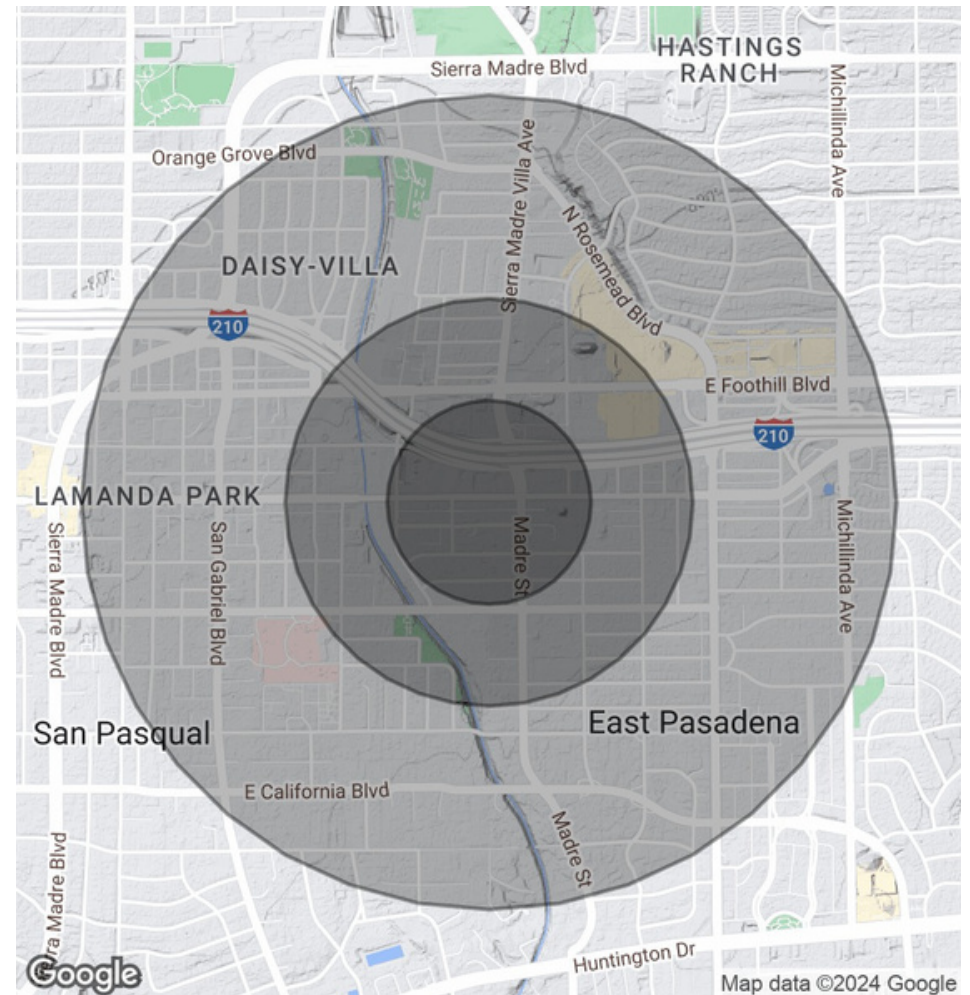 HASTINGS
RANCH
Sierra Madre Blvd
Michillinda Ave
Orange Grove Blvd
Sierra Madre Villa Ave
N Rosemead Blvd
DAISY-VILLA
210
E Foothill Blvd
210
LAMANDA PARK
Sierra Madre Blvd
San Gabriel Blvd
Madre St
Michillinda Ave
San Pasqual
East Pasadena
E California Blvd
Madre St
Madre Blvd
Huntington Dr
Google
Map data ©2024 Google